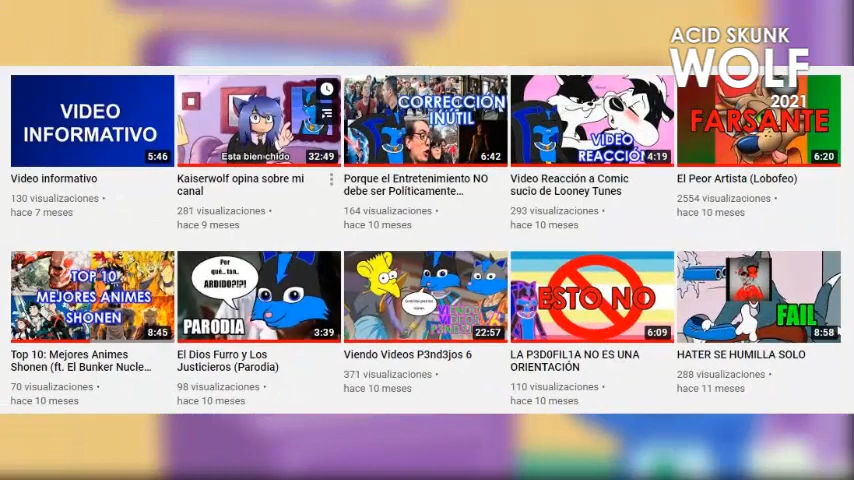 ACID SKUNK
WOLF
2021
VIDEO
INFORMATIVO
5:46
Video informativo
130 visualizaciones •
hace 7 meses
Esta bien chido
32:49
Kaiserwolf opina sobre mi
canal
281 visualizaciones •
hace 9 meses
CORRECCIÓN
INÚTIL
6:42
Porque el Entretenimiento NO
debe ser Políticamente...
164 visualizaciones •
hace 10 meses
VIDEO
REACCIÓN
4:19
Video Reacción a Comic
sucio de Looney Tunes
293 visualizaciones •
hace 10 meses
FARSANTE
6:20
El Peor Artista (Lobofeo)
2554 visualizaciones •
hace 10 meses
TOP 10
MEJORES ANIMES
SHONEN
8:45
Top 10: Mejores Animes
Shonen (ft. El Bunker Nucle...
70 visualizaciones •
hace 10 meses
Por
qué.. tan..
ARDIDO?!?!
PARODIA
3:39
El Dios Furro y Los
Justicieros (Parodia)
98 visualizaciones •
hace 10 meses
VIENDO
22:57
Viendo Videos P3nd3jos 6
371 visualizaciones •
hace 10 meses
ESTO NO
6:09
LA P3D0FIL1A NO ES UNA
ORIENTACIÓN
110 visualizaciones •
hace 10 meses
FAIL
8:58
HATER SE HUMILLA SOLO
288 visualizaciones •
hace 11 meses